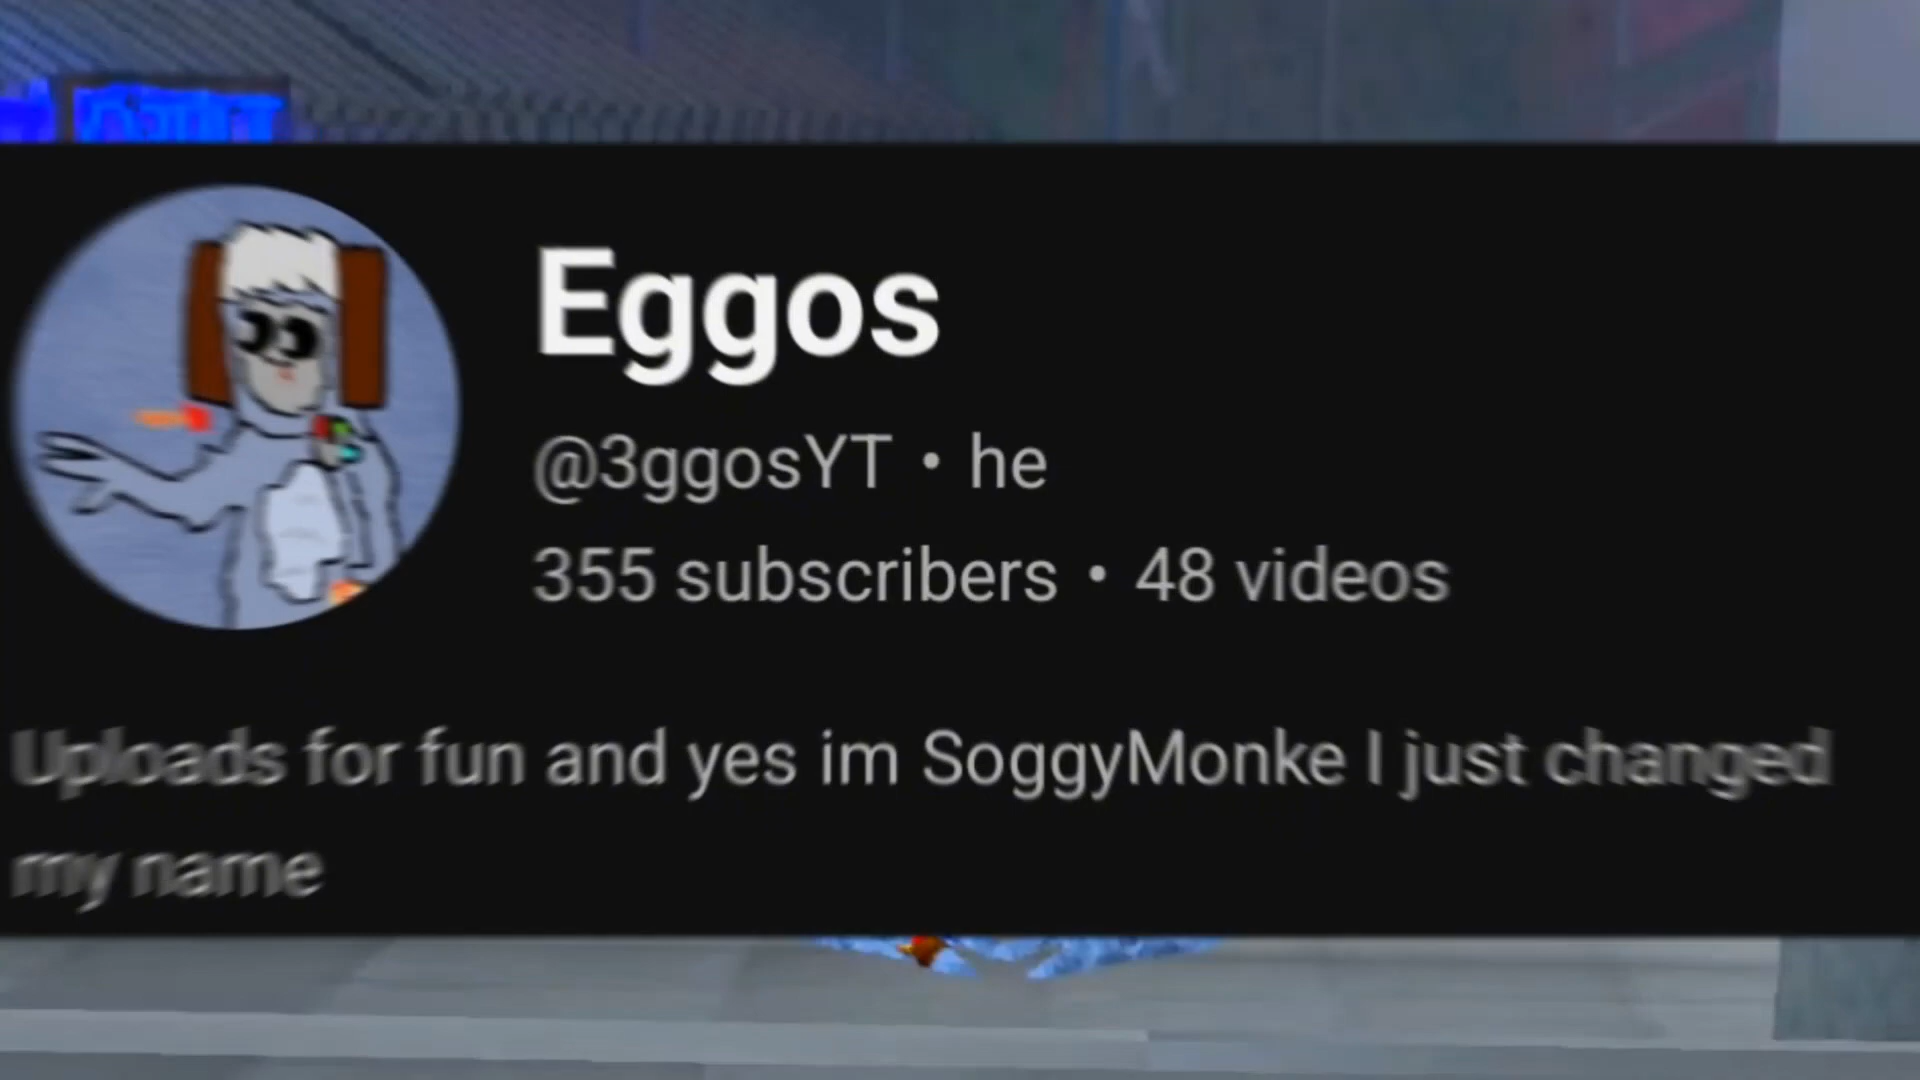 Eggos
@3ggosYT • he
355 subscribers • 48 videos
Uploads for fun and yes im SoggyMonke I just changed
my name